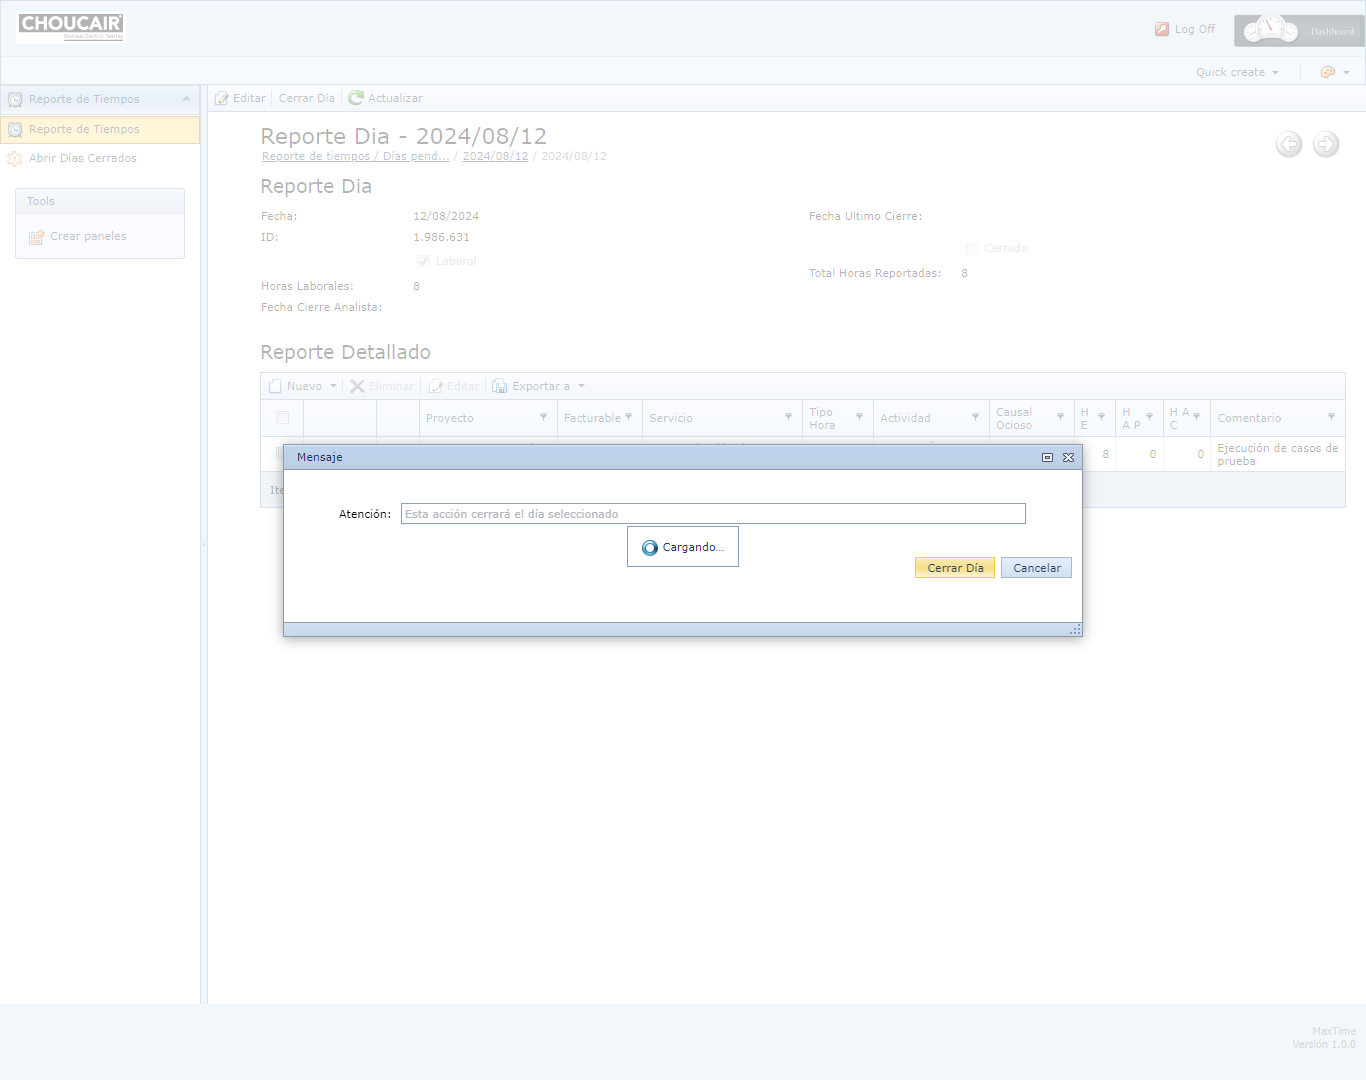 CHOUCAIR
Business Centric Testing
Log Off
Dashboard
Quick create
Reporte de Tiempos
Reporte de Tiempos
Abrir Días Cerrados
Tools
Crear paneles
Editar
Cerrar Día
Actualizar
Reporte Dia - 2024/08/12
Reporte de tiempos / Días pend... / 2024/08/12 / 2024/08/12
Reporte Dia
Fecha: 12/08/2024
Fecha Ultimo Cierre:
ID: 1.986.631
Cerrado
Laboral
Total Horas Reportadas: 8
Horas Laborales: 8
Fecha Cierre Analista:
Reporte Detallado
Nuevo
Eliminar
Editar
Exportar a
Proyecto
Facturable
Servicio
Tipo
Hora
Actividad
Causal
Ocioso
H
E
H
A P
H A
C
Comentario
8
0
0
Ejecución de casos de
prueba
Ite
Mensaje
Atención: Esta acción cerrará el día seleccionado
Cargando...
Cerrar Día
Cancelar
MaxTime
Versión 1.0.0